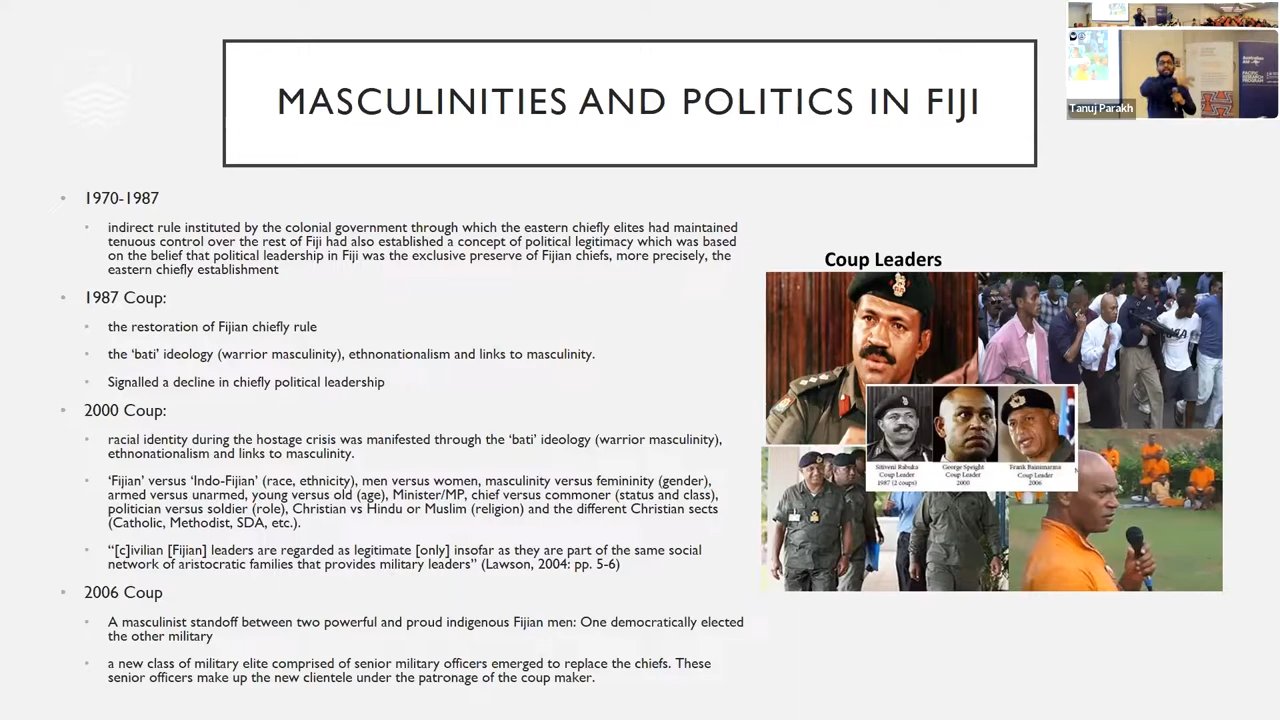 MASCULINITIES AND POLITICS IN FIJI
Tanuj Parakh
1970-1987
indirect rule instituted by the colonial government through which the eastern chiefly elites had maintained
tenuous control over the rest of Fiji had also established a concept of political legitimacy which was based
on the belief that political leadership in Fiji was the exclusive preserve of Fijian chiefs, more precisely, the
eastern chiefly establishment
1987 Coup:
the restoration of Fijian chiefly rule
the ‘bati’ ideology (warrior masculinity), ethnonationalism and links to masculinity.
Signalled a decline in chiefly political leadership
2000 Coup:
racial identity during the hostage crisis was manifested through the ‘bati’ ideology (warrior masculinity),
ethnonationalism and links to masculinity.
‘Fijian’ versus ‘Indo-Fijian’ (race, ethnicity), men versus women, masculinity versus femininity (gender),
armed versus unarmed, young versus old (age), Minister/MP, chief versus commoner (status and class),
politician versus soldier (role), Christian vs Hindu or Muslim (religion) and the different Christian sects
(Catholic, Methodist, SDA, etc.).
“[c]ivilian [Fijian] leaders are regarded as legitimate [only] insofar as they are part of the same social
network of aristocratic families that provides military leaders” (Lawson, 2004: pp. 5-6)
2006 Coup
A masculinist standoff between two powerful and proud indigenous Fijian men: One democratically elected
the other military
a new class of military elite comprised of senior military officers emerged to replace the chiefs. These
senior officers make up the new clientele under the patronage of the coup maker.
Coup Leaders
Sitiveni Rabuka
Coup Leader
1987 (2 coups)
George Speight
Coup Leader
2000
Frank Bainimarama
Coup Leader
2006